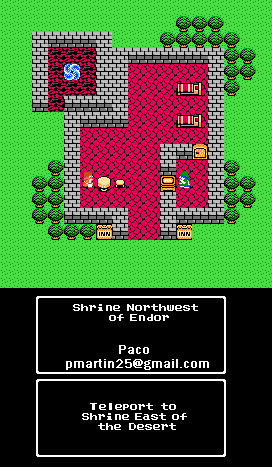 INN
INN
Shrine Northwest
of Endor
Paco
pmartin25@gmail.com
Teleport to
Shrine East of
the Desert